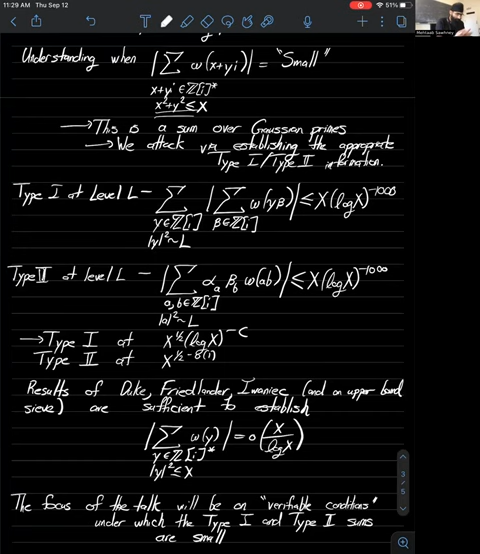 11:29 AM Thu Sep 12
51%
Mehtaab Sawhney
Understanding when |∑ ω(x+yi)| = "Small"
x+yi ∈ ℤ[i]*
x²+y² ≤ X
→ This is a sum over Gaussian primes
→ We attack via establishing the appropriate
Type I/Type II information.
Type I at Level L – ∑ |∑ ω(γβ)| ≤ X(log X)^-1000
γ∈ℤ[i] β∈ℤ[i]
|γ|²~L
Type II at level L – |∑ α_a β_b ω(ab)| ≤ X(log X)^-1000
a,b∈ℤ[i]
|a|²~L
→ Type I at X^1/2 (log X)^-C
Type II at X^1/2-o(1)
Results of Duke, Friedlander, Iwaniec (and an upper bound
sieve) are sufficient to establish
|∑ ω(γ)| = o(X/log X)
γ∈ℤ[i]*
|γ|²≤X
3
/
5
The focus of the talk will be on "verifiable conditions"
under which the Type I and Type II sums
are small